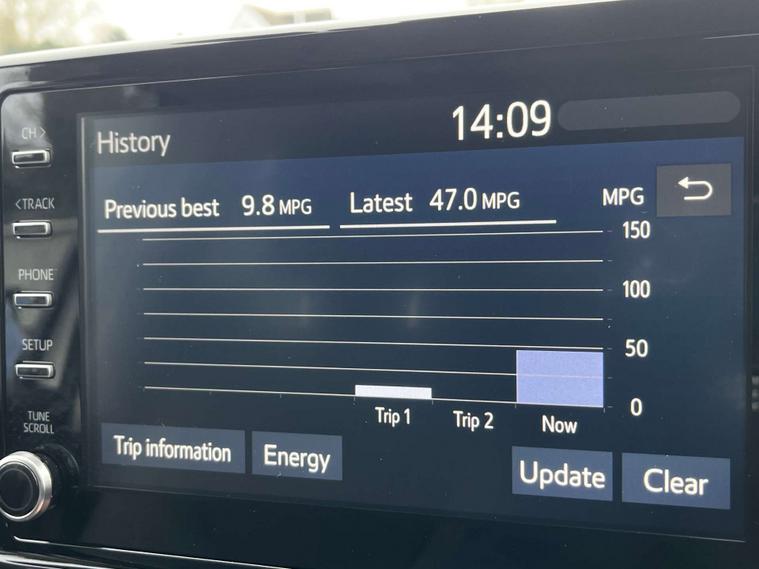 CH >
< TRACK
PHONE
SETUP
TUNE
SCROLL
History
14:09
Previous best 9.8 MPG
Latest 47.0 MPG
MPG
150
100
50
0
Trip 1
Trip 2
Now
Trip information
Energy
Update
Clear